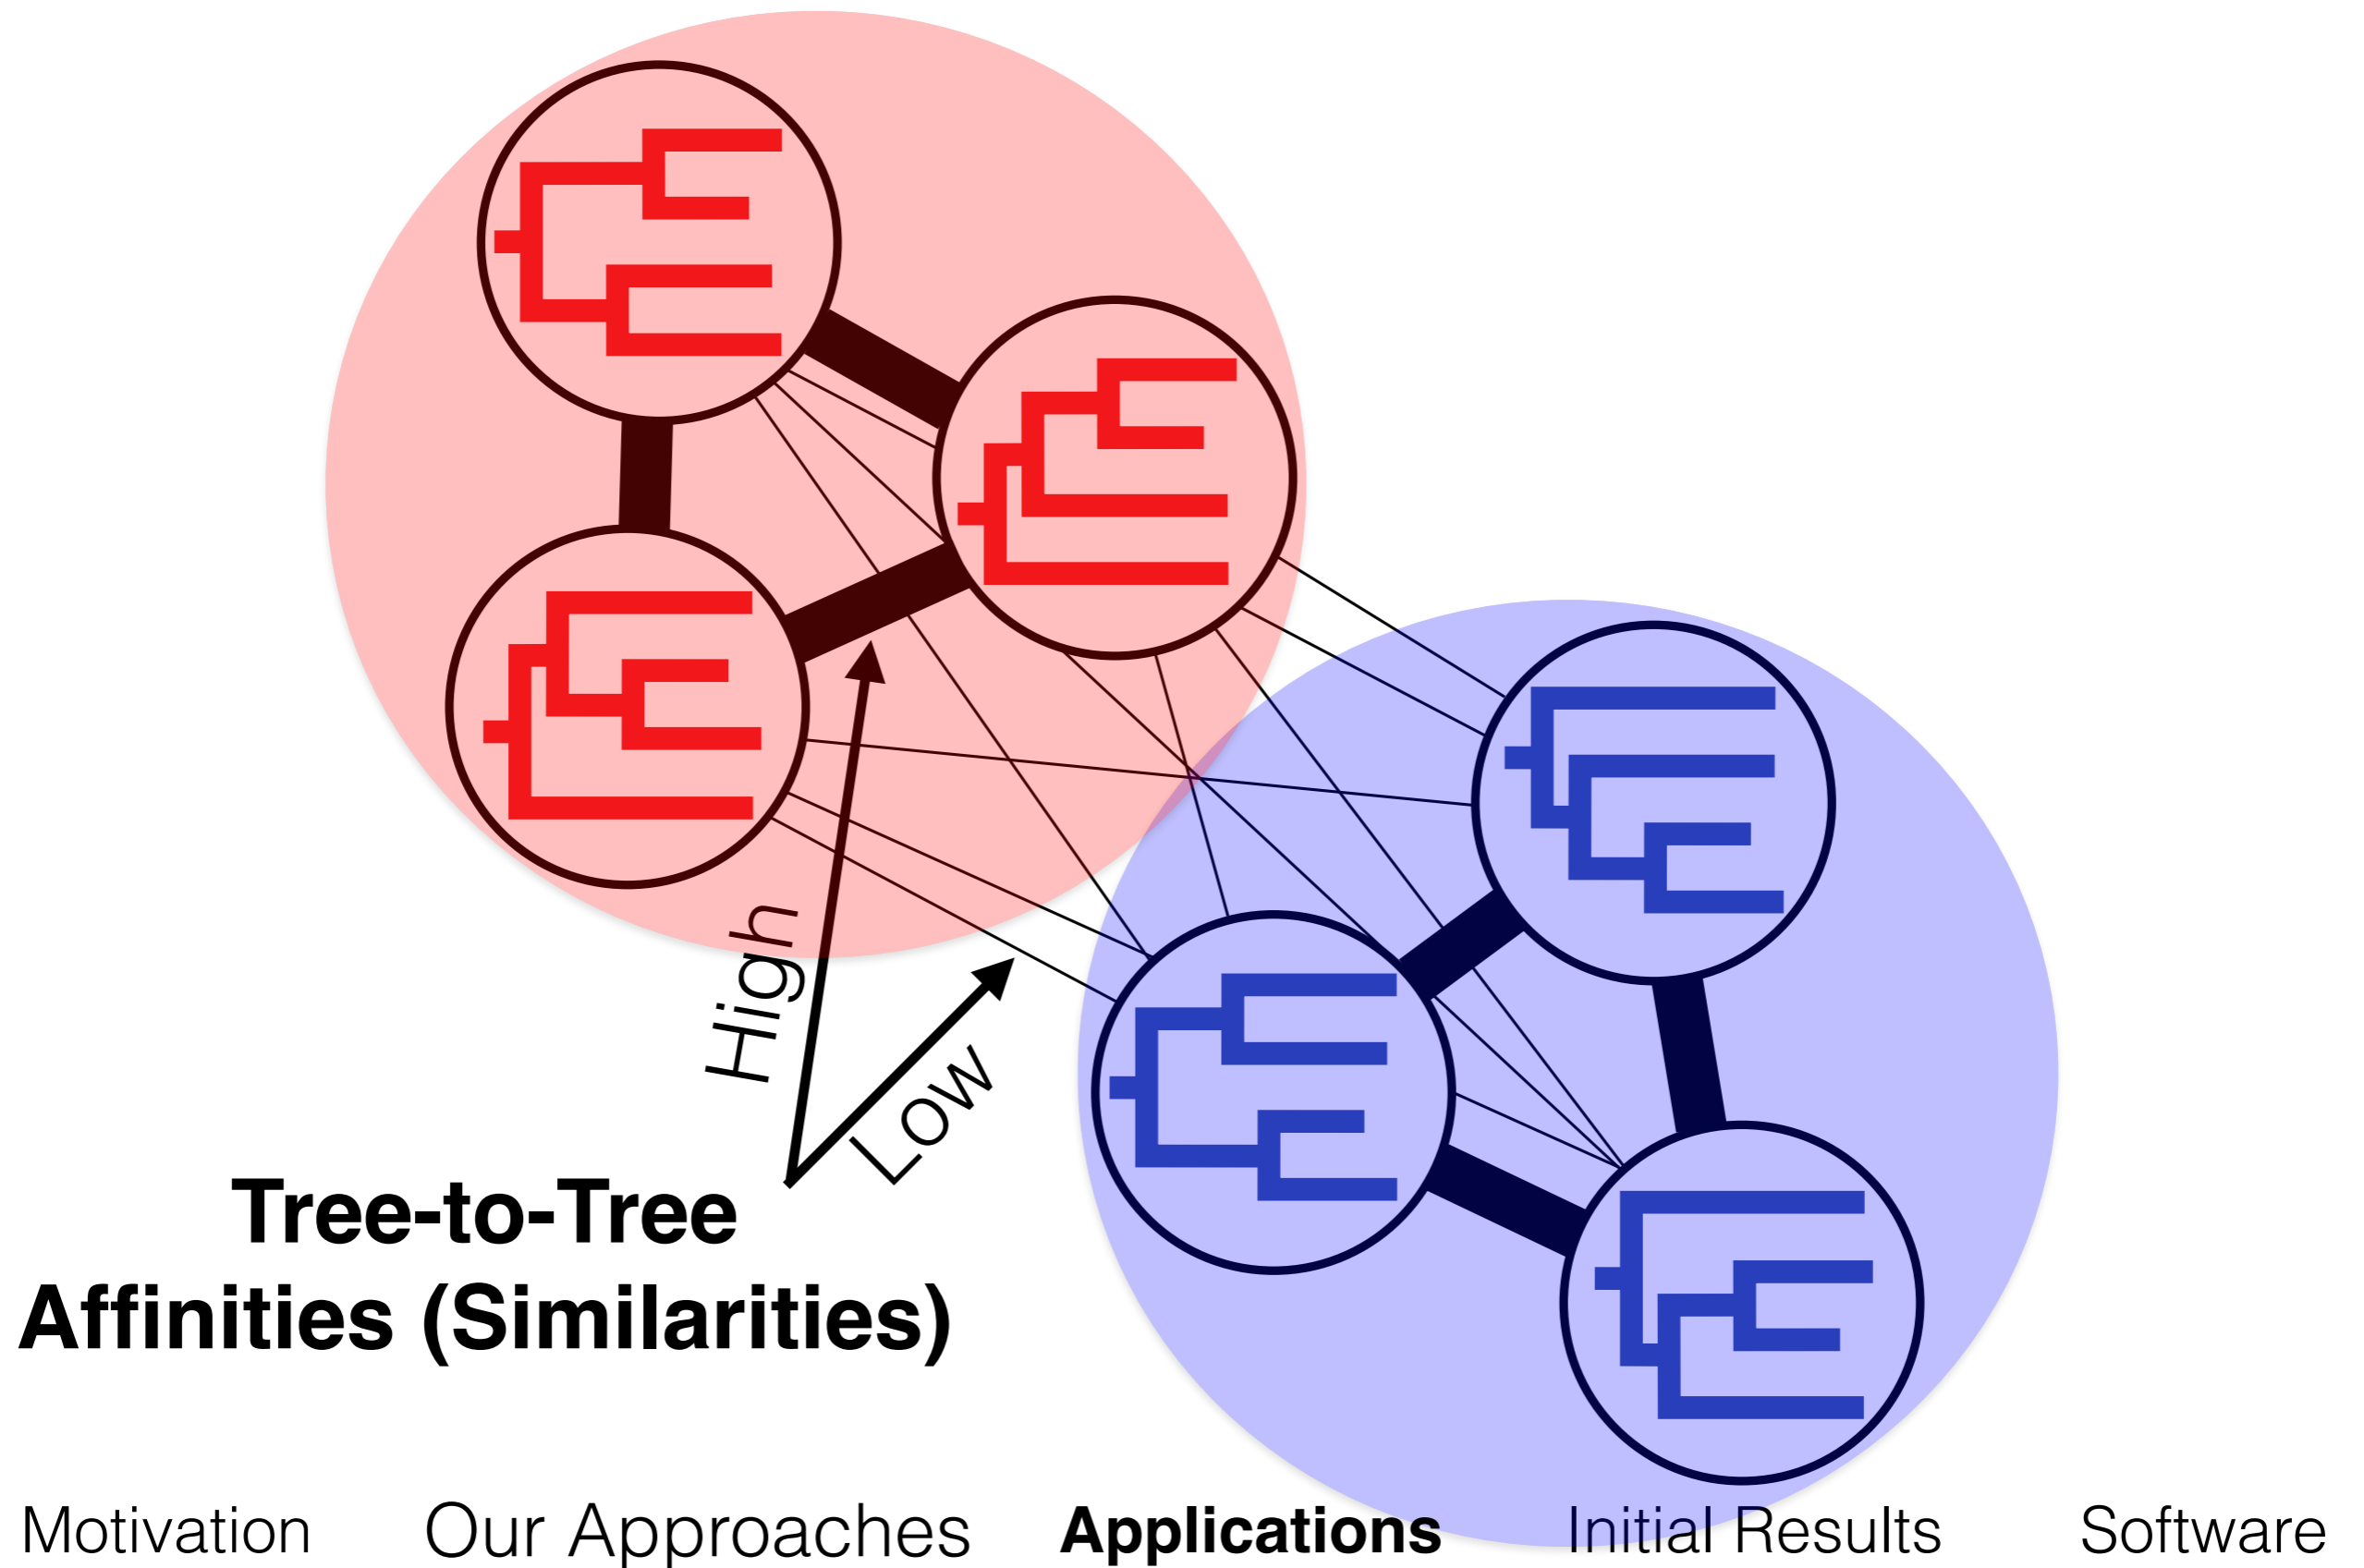 High
Low
Tree-to-Tree
Affinities (Similarities)
Motivation Our Approaches Applications Initial Results Software